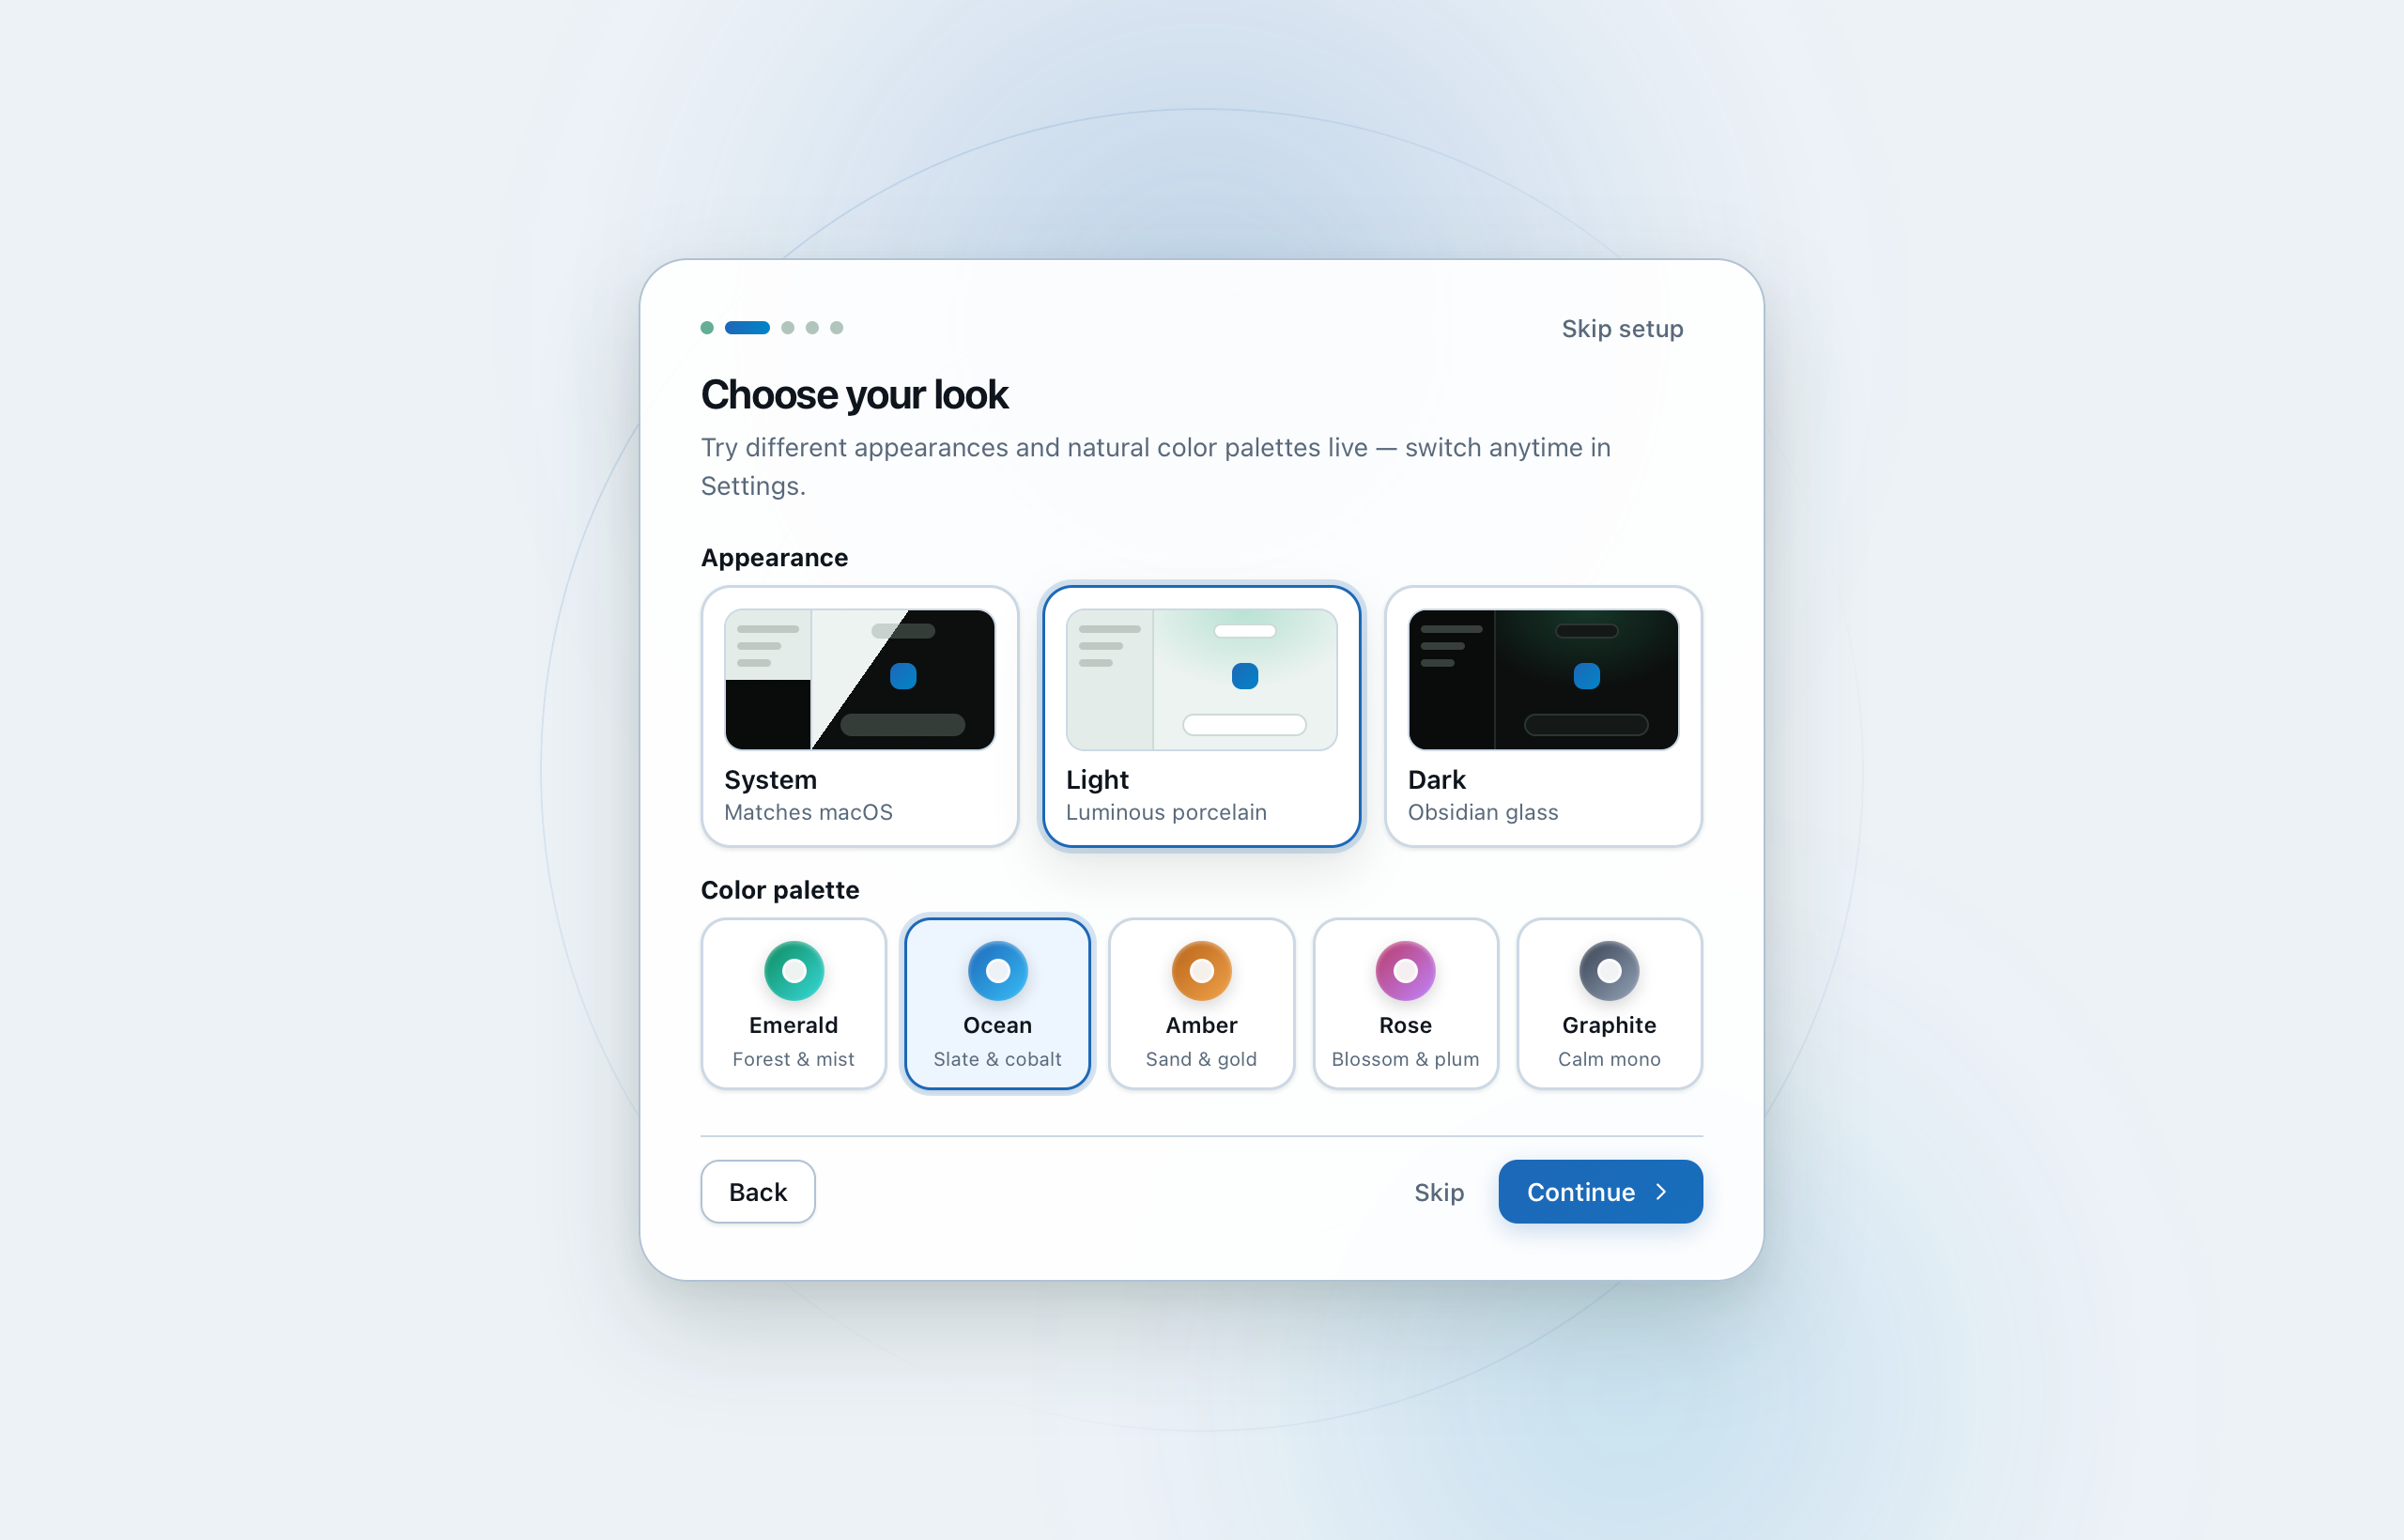 Skip setup
Choose your look
Try different appearances and natural color palettes live — switch anytime in
Settings.
Appearance
System
Matches macOS
Light
Luminous porcelain
Dark
Obsidian glass
Color palette
Emerald
Forest & mist
Ocean
Slate & cobalt
Amber
Sand & gold
Rose
Blossom & plum
Graphite
Calm mono
Back
Skip
Continue